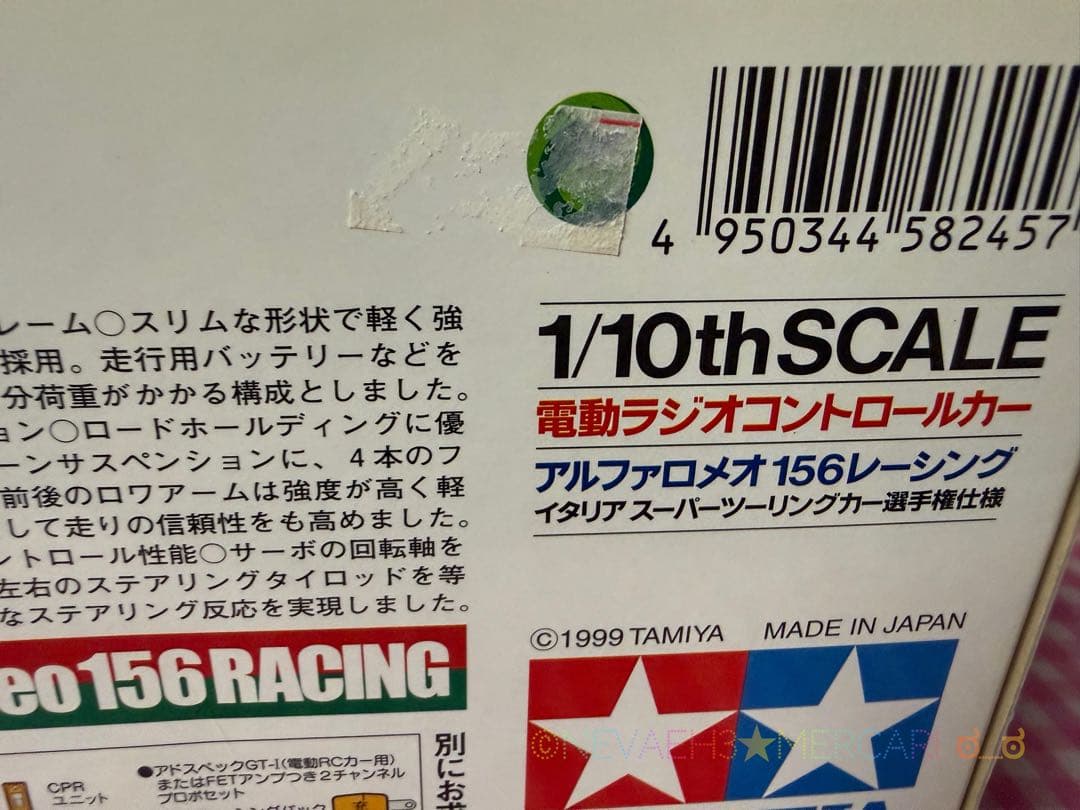 4 950344 582457
レーム○スリムな形状で軽く強
採用。走行用バッテリーなどを
分荷重がかかる構成としました。
ョン○ロードホールディングに優
ーンサスペンションに、4本のフ
前後のロワアームは強度が高く軽
して走りの信頼性をも高めました。
ントロール性能○サーボの回転軸を
左右のステアリングタイロッドを等
なステアリング反応を実現しました。
1/10th SCALE
電動ラジオコントロールカー
アルファロメオ156レーシング
イタリア スーパーツーリングカー選手権仕様
©1999 TAMIYA MADE IN JAPAN
eo 156 RACING
別にお
●アドスペックGT-I(電動RCカー用)
またはFETアンプつき2チャンネル
プロポセット
CPR
ユニット
©NEVAEH3★MERCARI